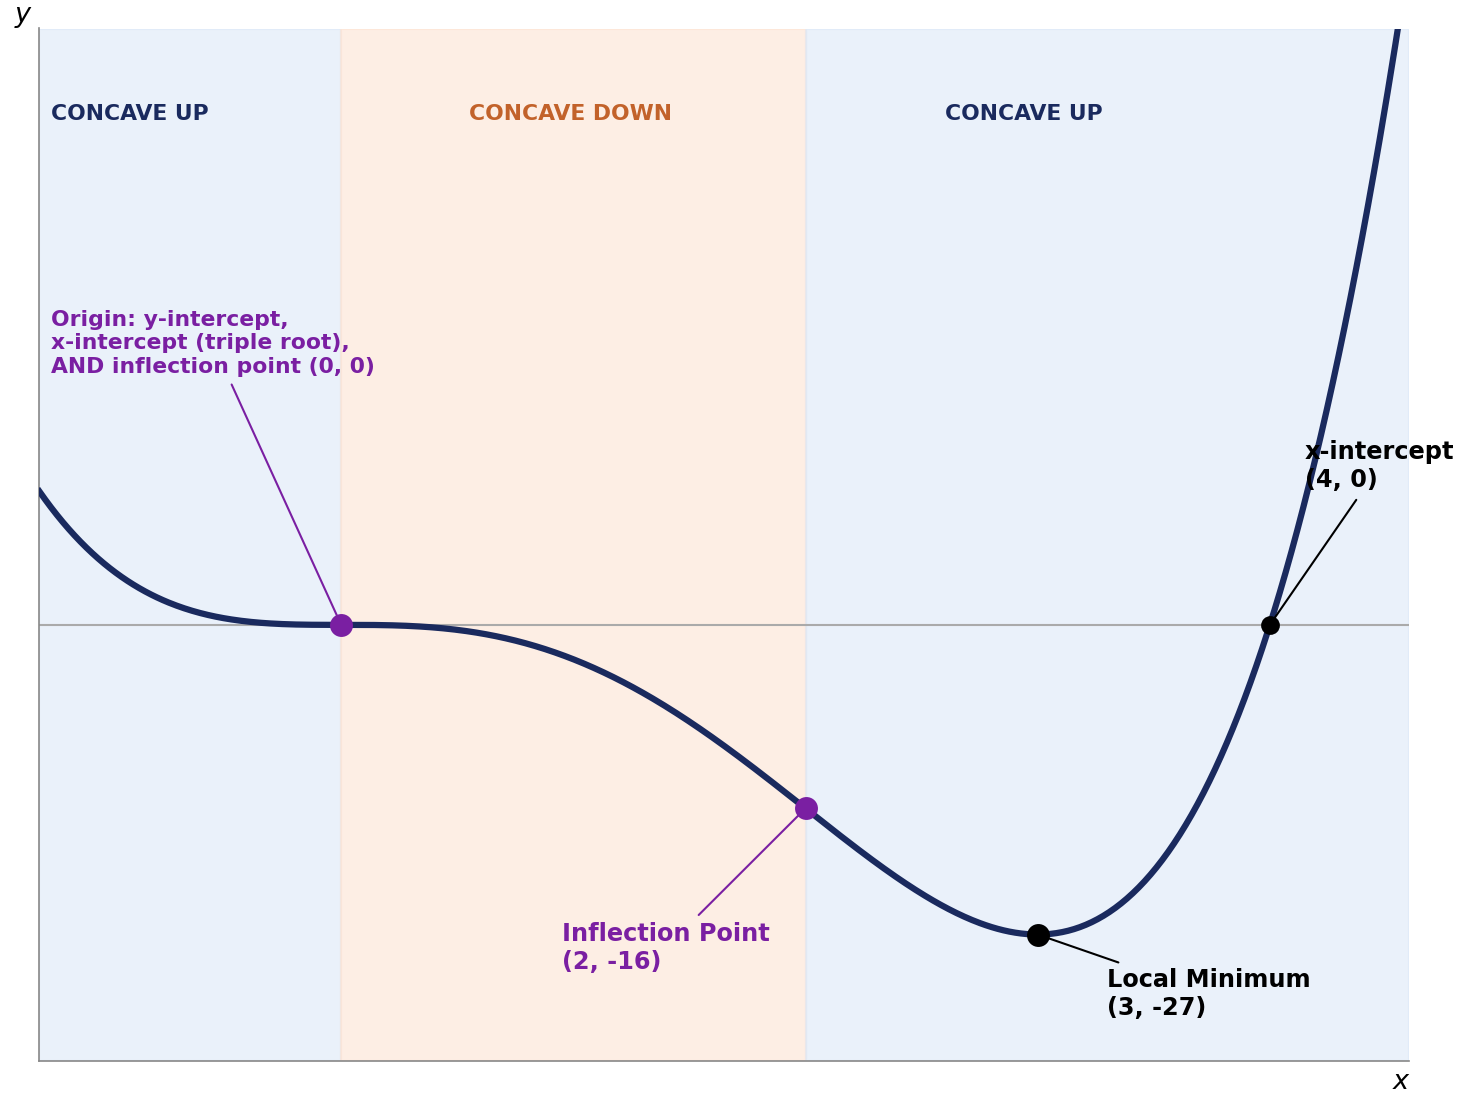 y
CONCAVE UP
CONCAVE DOWN
CONCAVE UP
Origin: y-intercept,
x-intercept (triple root),
AND inflection point (0, 0)
x-intercept
(4, 0)
Inflection Point
(2, -16)
Local Minimum
(3, -27)
x